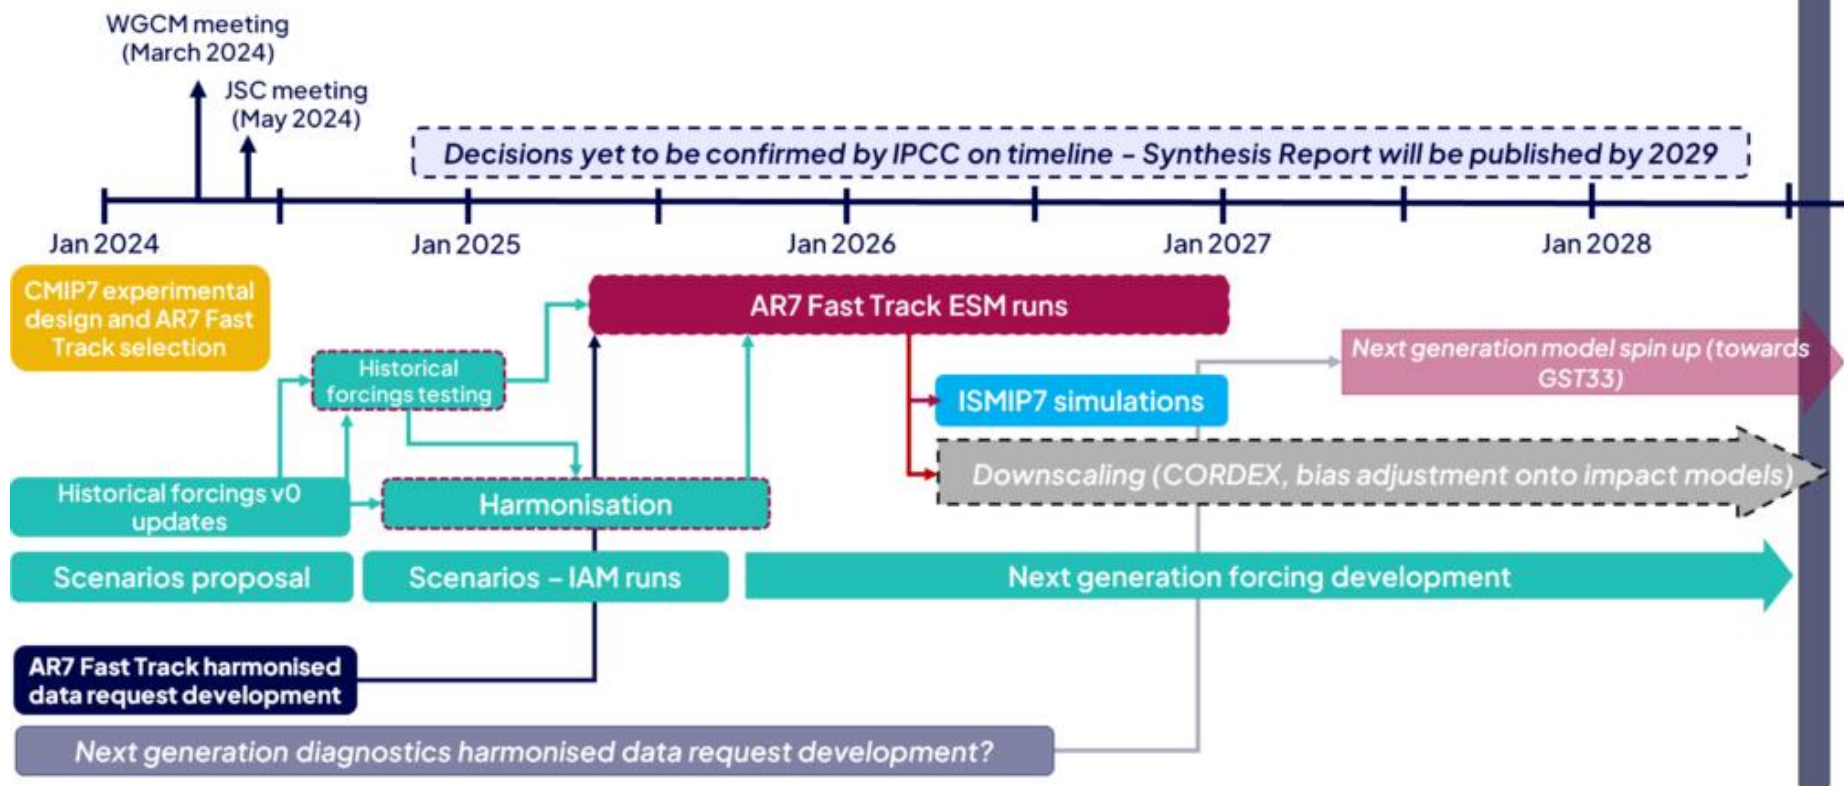 WGCM meeting
(March 2024)
JSC meeting
(May 2024)
Decisions yet to be confirmed by IPCC on timeline – Synthesis Report will be published by 2029
Jan 2024
Jan 2025
Jan 2026
Jan 2027
Jan 2028
CMIP7 experimental
design and AR7 Fast
Track selection
AR7 Fast Track ESM runs
Historical
forcings testing
Next generation model spin up (towards
GST33)
ISMIP7 simulations
Downscaling (CORDEX, bias adjustment onto impact models)
Historical forcings v0
updates
Harmonisation
Scenarios proposal
Scenarios – IAM runs
Next generation forcing development
AR7 Fast Track harmonised
data request development
Next generation diagnostics harmonised data request development?